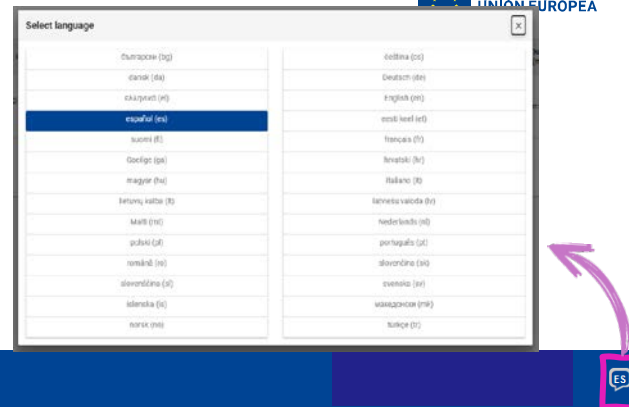 UNIÓN EUROPEA
Select language
български (bg)
čeština (cs)
dansk (da)
Deutsch (de)
ελληνικά (el)
English (en)
español (es)
eesti keel (et)
suomi (fi)
français (fr)
Gaeilge (ga)
hrvatski (hr)
magyar (hu)
italiano (it)
lietuvių kalba (lt)
latviešu valoda (lv)
Malti (mt)
Nederlands (nl)
polski (pl)
português (pt)
română (ro)
slovenčina (sk)
slovenščina (sl)
svenska (sv)
íslenska (is)
македонски (mk)
norsk (no)
türkçe (tr)
ES